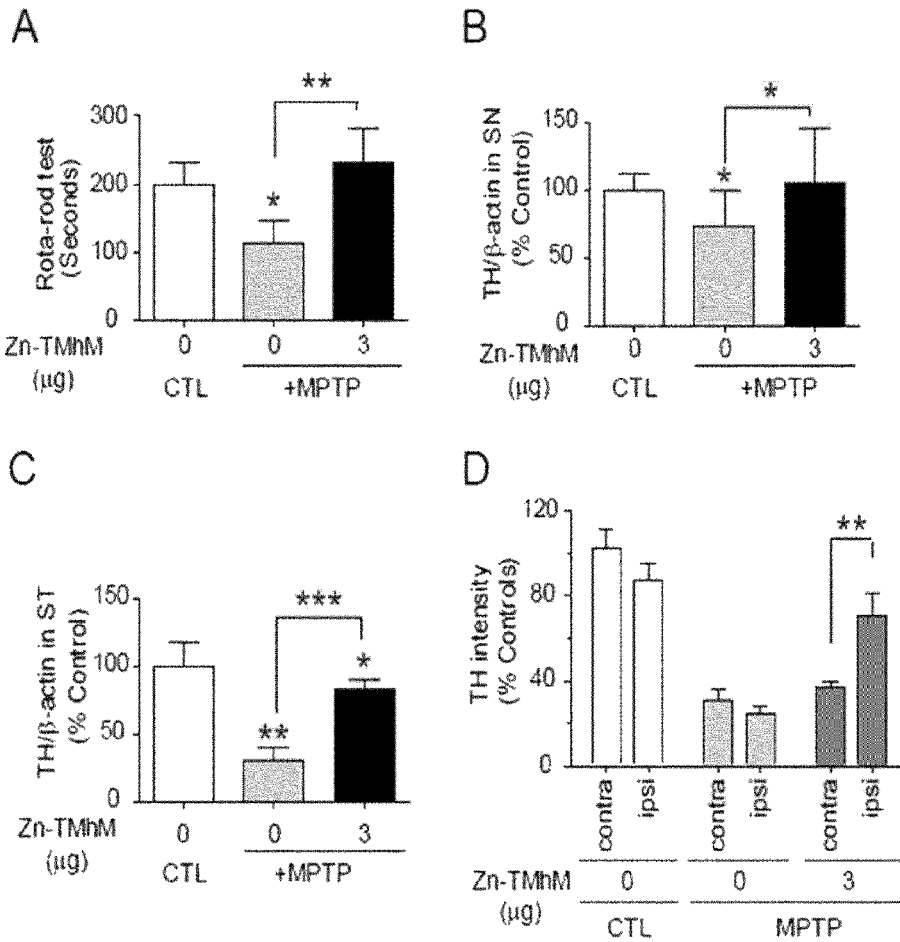 A
Rota-rod test
(Seconds)
300
200
100
0
**
*
Zn-TMhM
(μg)
0 0 3
CTL +MPTP
B
TH/β-actin in SN
(% Control)
150
100
50
0
*
*
Zn-TMhM
(μg)
0 0 3
CTL +MPTP
C
TH/β-actin in ST
(% Control)
150
100
50
0
***
*
**
Zn-TMhM
(μg)
0 0 3
CTL +MPTP
D
TH intensity
(% Controls)
120
80
40
0
**
contra ipsi contra ipsi contra ipsi
Zn-TMhM
(μg)
0 0 3
CTL MPTP